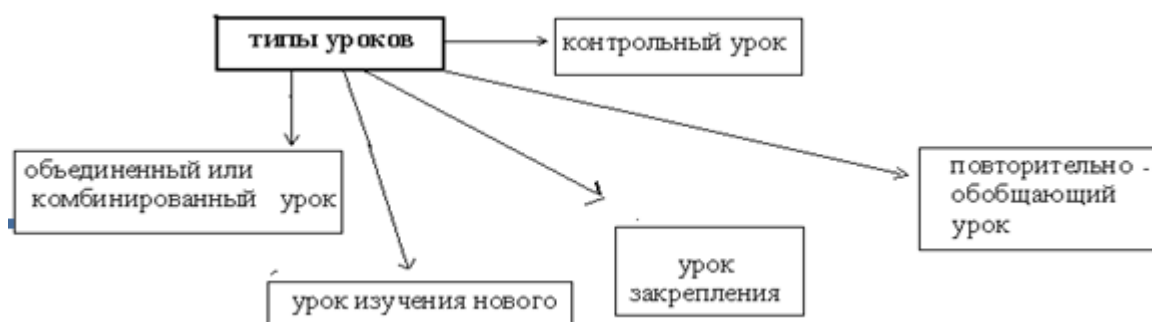 типы уроков
контрольный урок
объединенный или
комбинированный урок
повторительно -
обобщающий
урок
урок
закрепления
урок изучения нового